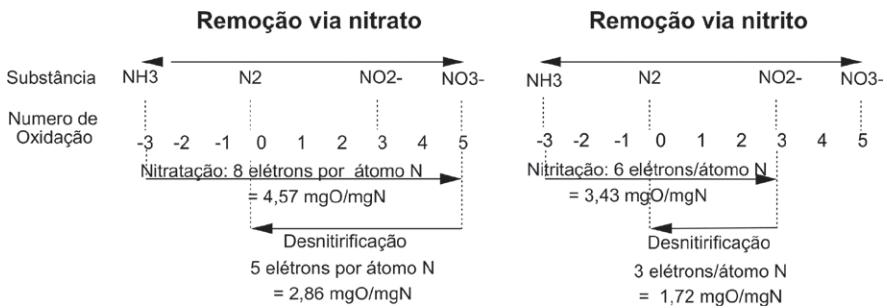 Remoção via nitrato
Substância NH3 N2 NO2- NO3-
Numero de
Oxidação
-3 -2 -1 0 1 2 3 4 5
Nitratação: 8 elétrons por átomo N
= 4,57 mgO/mgN
Desnitirificação
5 elétrons por átomo N
= 2,86 mgO/mgN
Remoção via nitrito
NH3 N2 NO2- NO3-
-3 -2 -1 0 1 2 3 4 5
Nitritação: 6 elétrons/átomo N
= 3,43 mgO/mgN
Desnitirificação
3 elétrons/átomo N
= 1,72 mgO/mgN